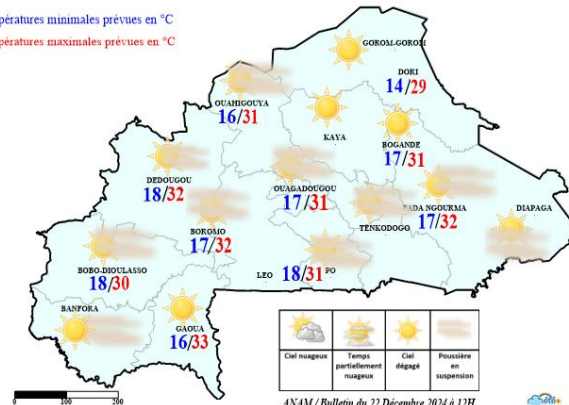 pératures minimales prévues en °C
pératures maximales prévues en °C
GOROM-GOROM
DORI
14/29
OUAHIGOUYA
16/31
KAYA
BOGANDE
17/31
DEDOUGOU
18/32
OUAGADOUGOU
17/31
FADA NGOURMA
17/32
DIAPAGA
BOROMO
17/32
TENKODOGO
BOBO-DIOULASSO
18/30
LEO
18/31
PO
BANFORA
GAOUA
16/33
Ciel nuageux
Temps partiellement nuageux
Ciel dégagé
Poussière en suspension
0 100 200
ANAM / Bulletin du 22 Décembre 2024 à 12H